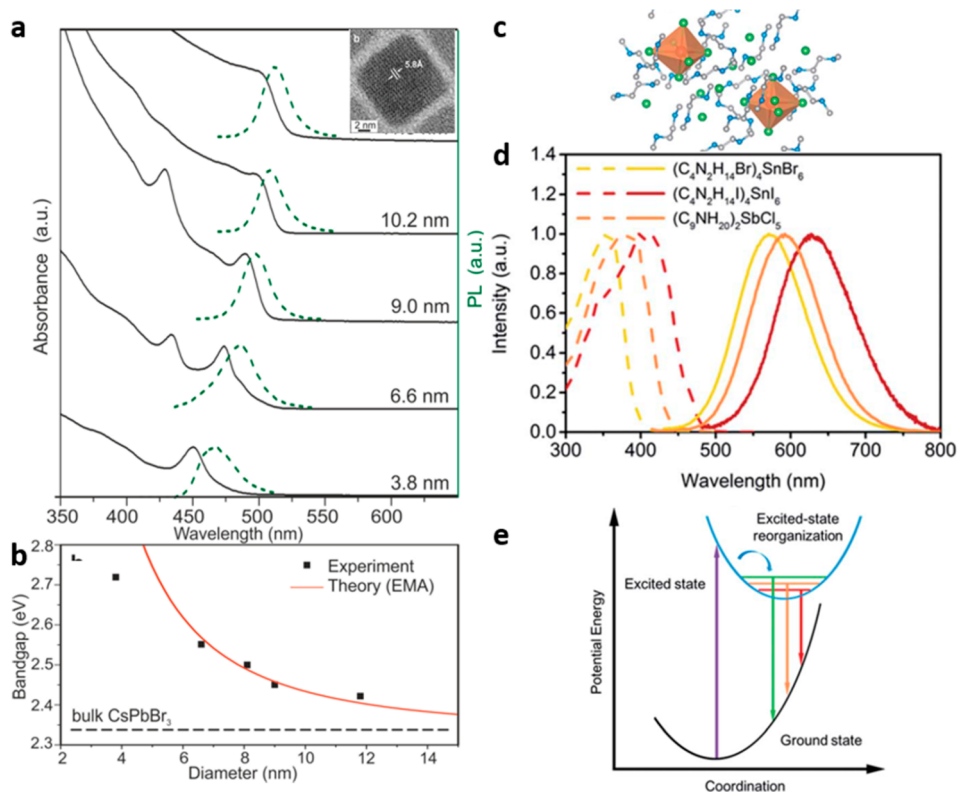 a
Absorbance (a.u.)
PL (a.u.)
b
5.8Å
2 nm
10.2 nm
9.0 nm
6.6 nm
3.8 nm
350 400 450 500 550 600
Wavelength (nm)
b
Bandgap (eV)
2.8
2.7
2.6
2.5
2.4
2.3
Experiment
Theory (EMA)
bulk CsPbBr₃
2 4 6 8 10 12 14
Diameter (nm)
c
d
Intensity (a.u.)
1.4
1.2
1.0
0.8
0.6
0.4
0.2
0.0
(C₄N₂H₁₄Br)₄SnBr₆
(C₄N₂H₁₄I)₄SnI₆
(C₉NH₂₀)₂SbCl₅
300 400 500 600 700 800
Wavelength (nm)
e
Potential Energy
Excited state
Excited-state
reorganization
Ground state
Coordination